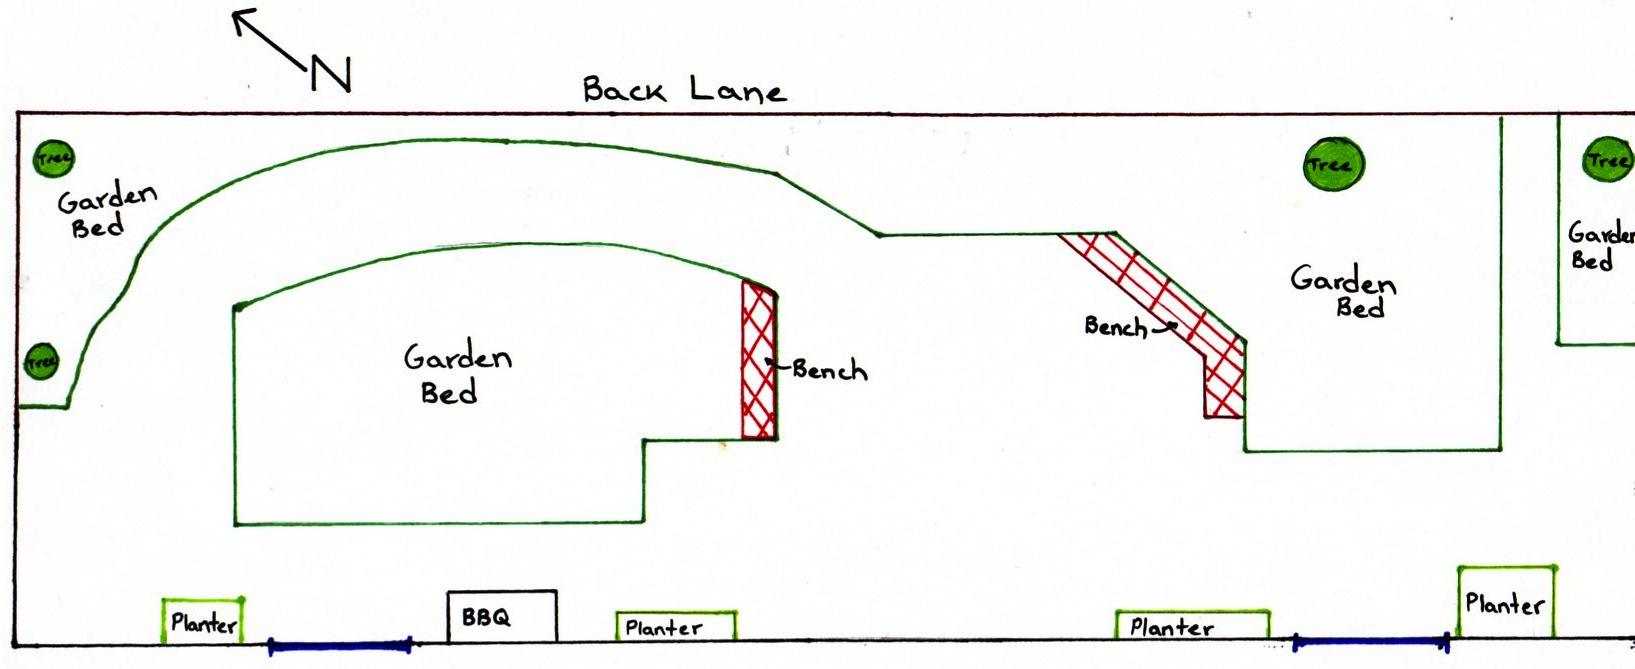 N
Back Lane
Tree
Garden
Bed
Tree
Garden
Bed
Bench
Bench
Tree
Garden
Bed
Tree
Garden
Bed
Planter
BBQ
Planter
Planter
Planter